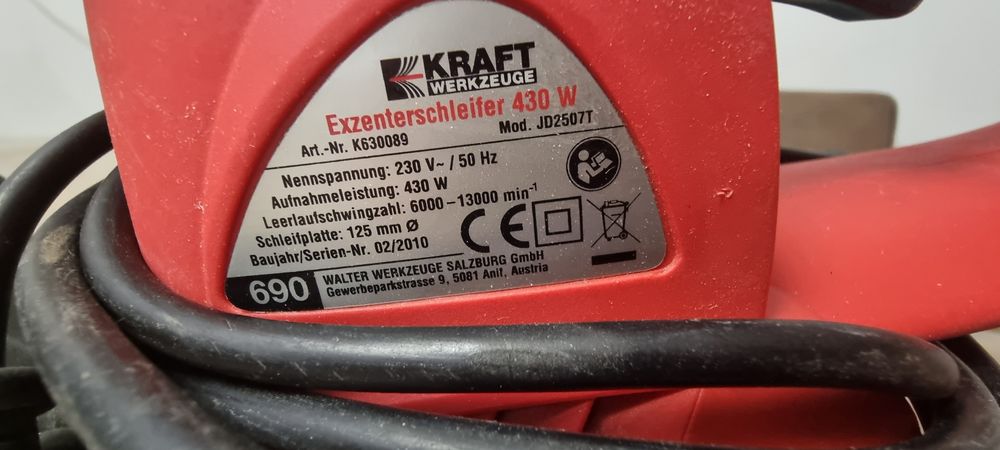 KRAFT
WERKZEUGE
Exzenterschleifer 430 W
Art.-Nr. K630089 Mod. JD2507T
Nennspannung: 230 V~ / 50 Hz
Aufnahmeleistung: 430 W
Leerlaufschwingzahl: 6000 – 13000 min⁻¹
Schleifplatte: 125 mm Ø
Baujahr/Serien-Nr. 02/2010
CE
690
WALTER WERKZEUGE SALZBURG GmbH
Gewerbeparkstrasse 9, 5081 Anif, Austria